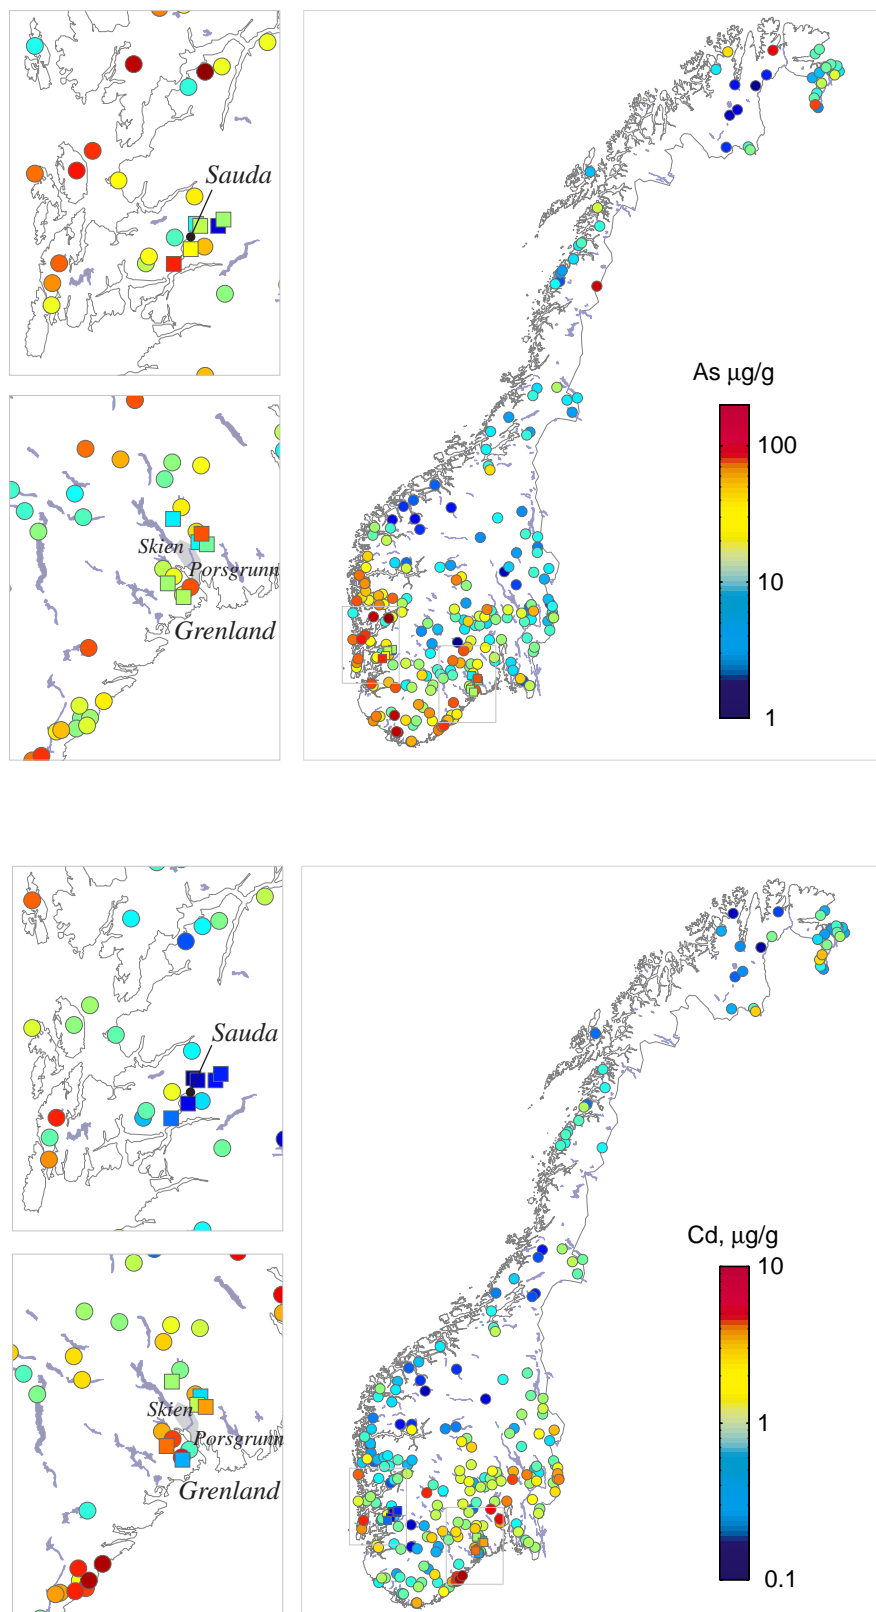 Sauda
As µg/g
100
10
1
Skien
Porsgrunn
Grenland
Sauda
Cd, µg/g
10
1
0.1
Skien
Porsgrunn
Grenland